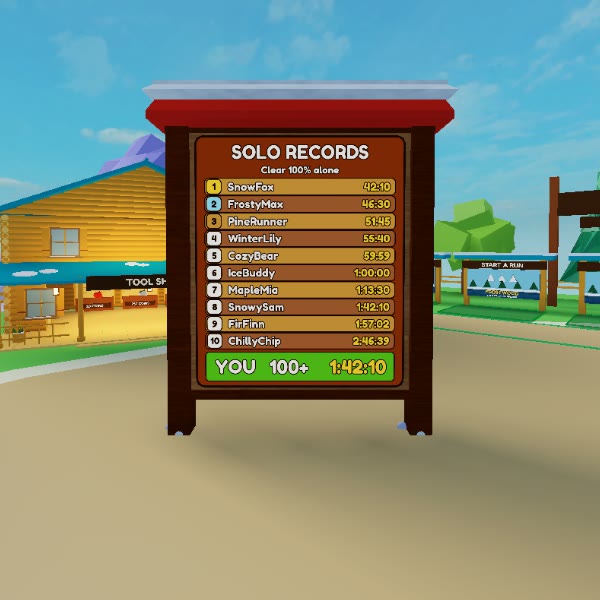 SOLO RECORDS
Clear 100% alone
1 SnowFox 42:10
2 FrostyMax 46:30
3 PineRunner 51:45
4 WinterLily 55:40
5 CozyBear 59:59
6 IceBuddy 1:00:00
7 MapleMia 1:13:30
8 SnowySam 1:42:10
9 FirFinn 1:57:02
10 ChillyChip 2:46:39
YOU 100+ 1:42:10
TOOL SH
START A RUN